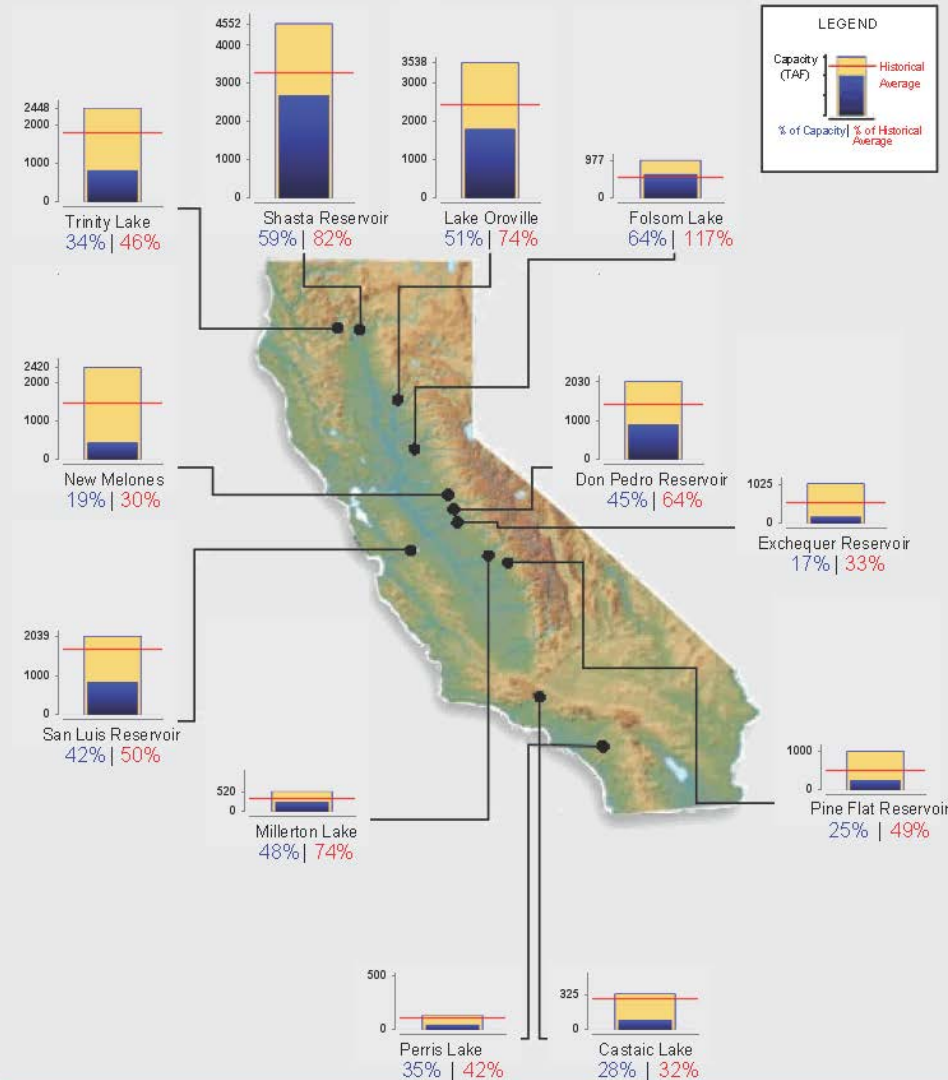 4552
4000
3000
2000
1000
0
Shasta Reservoir
59% | 82%
3538
3000
2000
1000
0
Lake Oroville
51% | 74%
977
0
Folsom Lake
64% | 117%
LEGEND
Capacity
(TAF)
Historical
Average
% of Capacity | % of Historical
Average
2448
2000
1000
0
Trinity Lake
34% | 46%
2420
2000
1000
0
New Melones
19% | 30%
2030
1000
0
Don Pedro Reservoir
45% | 64%
1025
0
Exchequer Reservoir
17% | 33%
2039
1000
0
San Luis Reservoir
42% | 50%
520
0
Millerton Lake
48% | 74%
1000
0
Pine Flat Reservoir
25% | 49%
500
0
Perris Lake
35% | 42%
325
0
Castaic Lake
28% | 32%